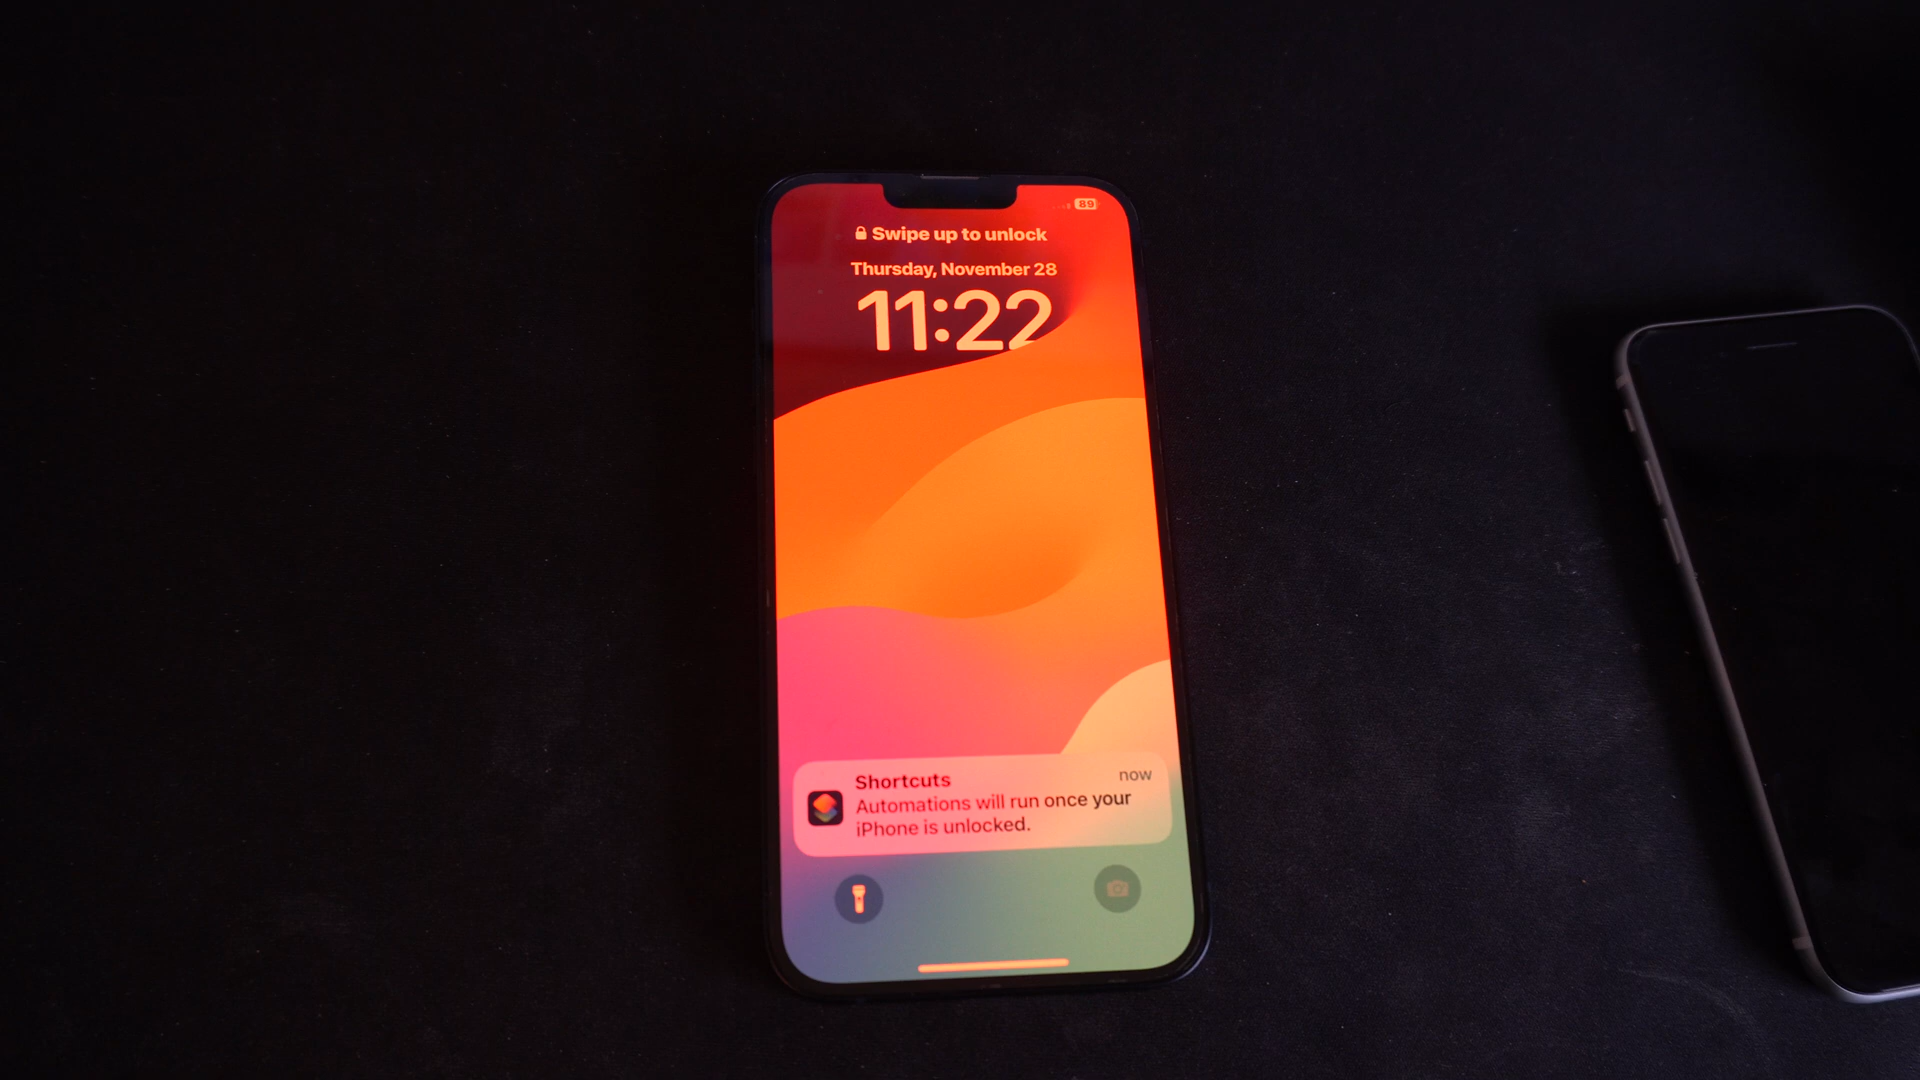 89
Swipe up to unlock
Thursday, November 28
11:22
Shortcuts
now
Automations will run once your
iPhone is unlocked.